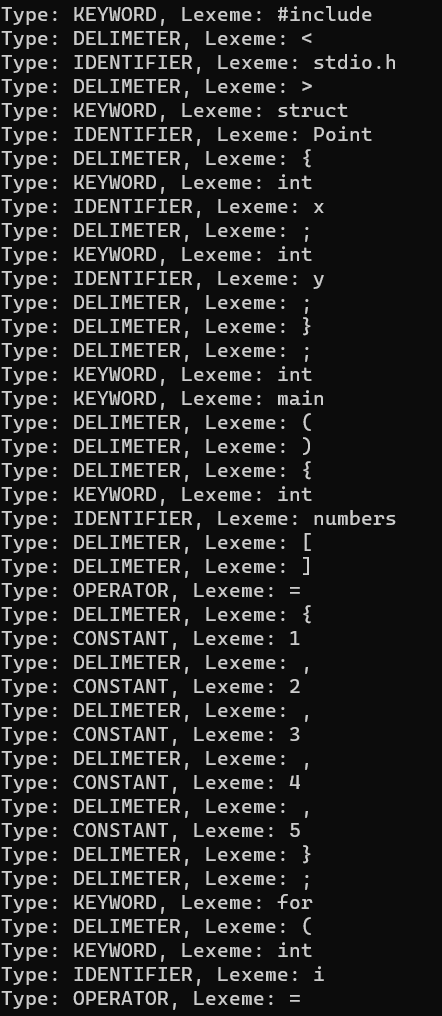 Type: KEYWORD, Lexeme: #include
Type: DELIMETER, Lexeme: <
Type: IDENTIFIER, Lexeme: stdio.h
Type: DELIMETER, Lexeme: >
Type: KEYWORD, Lexeme: struct
Type: IDENTIFIER, Lexeme: Point
Type: DELIMETER, Lexeme: {
Type: KEYWORD, Lexeme: int
Type: IDENTIFIER, Lexeme: x
Type: DELIMETER, Lexeme: ;
Type: KEYWORD, Lexeme: int
Type: IDENTIFIER, Lexeme: y
Type: DELIMETER, Lexeme: ;
Type: DELIMETER, Lexeme: }
Type: DELIMETER, Lexeme: ;
Type: KEYWORD, Lexeme: int
Type: KEYWORD, Lexeme: main
Type: DELIMETER, Lexeme: (
Type: DELIMETER, Lexeme: )
Type: DELIMETER, Lexeme: {
Type: KEYWORD, Lexeme: int
Type: IDENTIFIER, Lexeme: numbers
Type: DELIMETER, Lexeme: [
Type: DELIMETER, Lexeme: ]
Type: OPERATOR, Lexeme: =
Type: DELIMETER, Lexeme: {
Type: CONSTANT, Lexeme: 1
Type: DELIMETER, Lexeme: ,
Type: CONSTANT, Lexeme: 2
Type: DELIMETER, Lexeme: ,
Type: CONSTANT, Lexeme: 3
Type: DELIMETER, Lexeme: ,
Type: CONSTANT, Lexeme: 4
Type: DELIMETER, Lexeme: ,
Type: CONSTANT, Lexeme: 5
Type: DELIMETER, Lexeme: }
Type: DELIMETER, Lexeme: ;
Type: KEYWORD, Lexeme: for
Type: DELIMETER, Lexeme: (
Type: KEYWORD, Lexeme: int
Type: IDENTIFIER, Lexeme: i
Type: OPERATOR, Lexeme: =